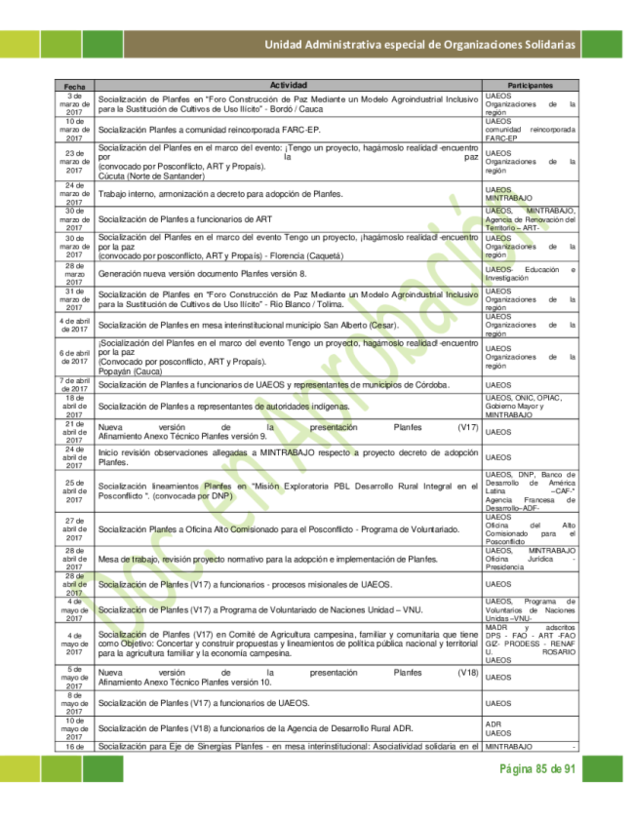 Unidad Administrativa especial de Organizaciones Solidarias
Fecha Actividad Participantes
3 de marzo de 2017
Socialización de Planfes en "Foro Construcción de Paz Mediante un Modelo Agroindustrial Inclusivo
para la Sustitución de Cultivos de Uso Ilícito" - Bordó / Cauca
UAEOS
Organizaciones de la
región
10 de marzo de 2017
Socialización Planfes a comunidad reincorporada FARC-EP.
UAEOS
comunidad reincorporada
FARC-EP
23 de marzo de 2017
Socialización del Planfes en el marco del evento: ¡Tengo un proyecto, hagámoslo realidad! -encuentro
por la paz
(convocado por Posconflicto, ART y Propaís).
Cúcuta (Norte de Santander)
UAEOS
Organizaciones de la
región
24 de marzo de 2017
Trabajo interno, armonización a decreto para adopción de Planfes.
UAEOS
MINTRABAJO
30 de marzo de 2017
Socialización de Planfes a funcionarios de ART
UAEOS, MINTRABAJO,
Agencia de Renovación del
Territorio – ART-
30 de marzo de 2017
Socialización del Planfes en el marco del evento Tengo un proyecto, ¡hagámoslo realidad! -encuentro
por la paz
(convocado por posconflicto, ART y Propaís) - Florencia (Caquetá)
UAEOS
Organizaciones de la
región
28 de marzo 2017
Generación nueva versión documento Planfes versión 8.
UAEOS- Educación e
Investigación
31 de marzo de 2017
Socialización de Planfes en "Foro Construcción de Paz Mediante un Modelo Agroindustrial Inclusivo
para la Sustitución de Cultivos de Uso Ilícito" - Rio Blanco / Tolima.
UAEOS
Organizaciones de la
región
4 de abril de 2017
Socialización de Planfes en mesa interinstitucional municipio San Alberto (Cesar).
UAEOS
Organizaciones de la
región
6 de abril de 2017
¡Socialización del Planfes en el marco del evento Tengo un proyecto, hagámoslo realidad! -encuentro
por la paz
(Convocado por posconflicto, ART y Propaís).
Popayán (Cauca)
UAEOS
Organizaciones de la
región
7 de abril de 2017
Socialización de Planfes a funcionarios de UAEOS y representantes de municipios de Córdoba.
UAEOS
18 de abril de 2017
Socialización de Planfes a representantes de autoridades indígenas.
UAEOS, ONIC, OPIAC,
Gobierno Mayor y
MINTRABAJO
21 de abril de 2017
Nueva versión de la presentación Planfes (V17)
Afinamiento Anexo Técnico Planfes versión 9.
UAEOS
24 de abril de 2017
Inicio revisión observaciones allegadas a MINTRABAJO respecto a proyecto decreto de adopción
Planfes.
UAEOS
25 de abril de 2017
Socialización lineamientos Planfes en "Misión Exploratoria PBL Desarrollo Rural Integral en el
Posconflicto ". (convocada por DNP)
UAEOS, DNP, Banco de
Desarrollo de América
Latina –CAF-"
Agencia Francesa de
Desarrollo–ADF-
27 de abril de 2017
Socialización Planfes a Oficina Alto Comisionado para el Posconflicto - Programa de Voluntariado.
UAEOS
Oficina del Alto
Comisionado para el
Posconflicto
28 de abril de 2017
Mesa de trabajo, revisión proyecto normativo para la adopción e implementación de Planfes.
UAEOS, MINTRABAJO
Oficina Jurídica -
Presidencia
28 de abril de 2017
Socialización de Planfes (V17) a funcionarios - procesos misionales de UAEOS.
UAEOS
4 de mayo de 2017
Socialización de Planfes (V17) a Programa de Voluntariado de Naciones Unidad – VNU.
UAEOS, Programa de
Voluntarios de Naciones
Unidas –VNU-
4 de mayo de 2017
Socialización de Planfes (V17) en Comité de Agricultura campesina, familiar y comunitaria que tiene
como Objetivo: Concertar y construir propuestas y lineamientos de política pública nacional y territorial
para la agricultura familiar y la economía campesina.
MADR y adscritos
DPS - FAO - ART -FAO
GIZ- PRODESS - RENAF
U. ROSARIO
UAEOS
5 de mayo de 2017
Nueva versión de la presentación Planfes (V18)
Afinamiento Anexo Técnico Planfes versión 10.
UAEOS
8 de mayo de 2017
Socialización de Planfes (V17) a funcionarios de UAEOS.
UAEOS
10 de mayo de 2017
Socialización de Planfes (V18) a funcionarios de la Agencia de Desarrollo Rural ADR.
ADR
UAEOS
16 de
Socialización para Eje de Sinergias Planfes - en mesa interinstitucional: Asociatividad solidaria en el
MINTRABAJO -
Doc. en Aprobación
Página 85 de 91